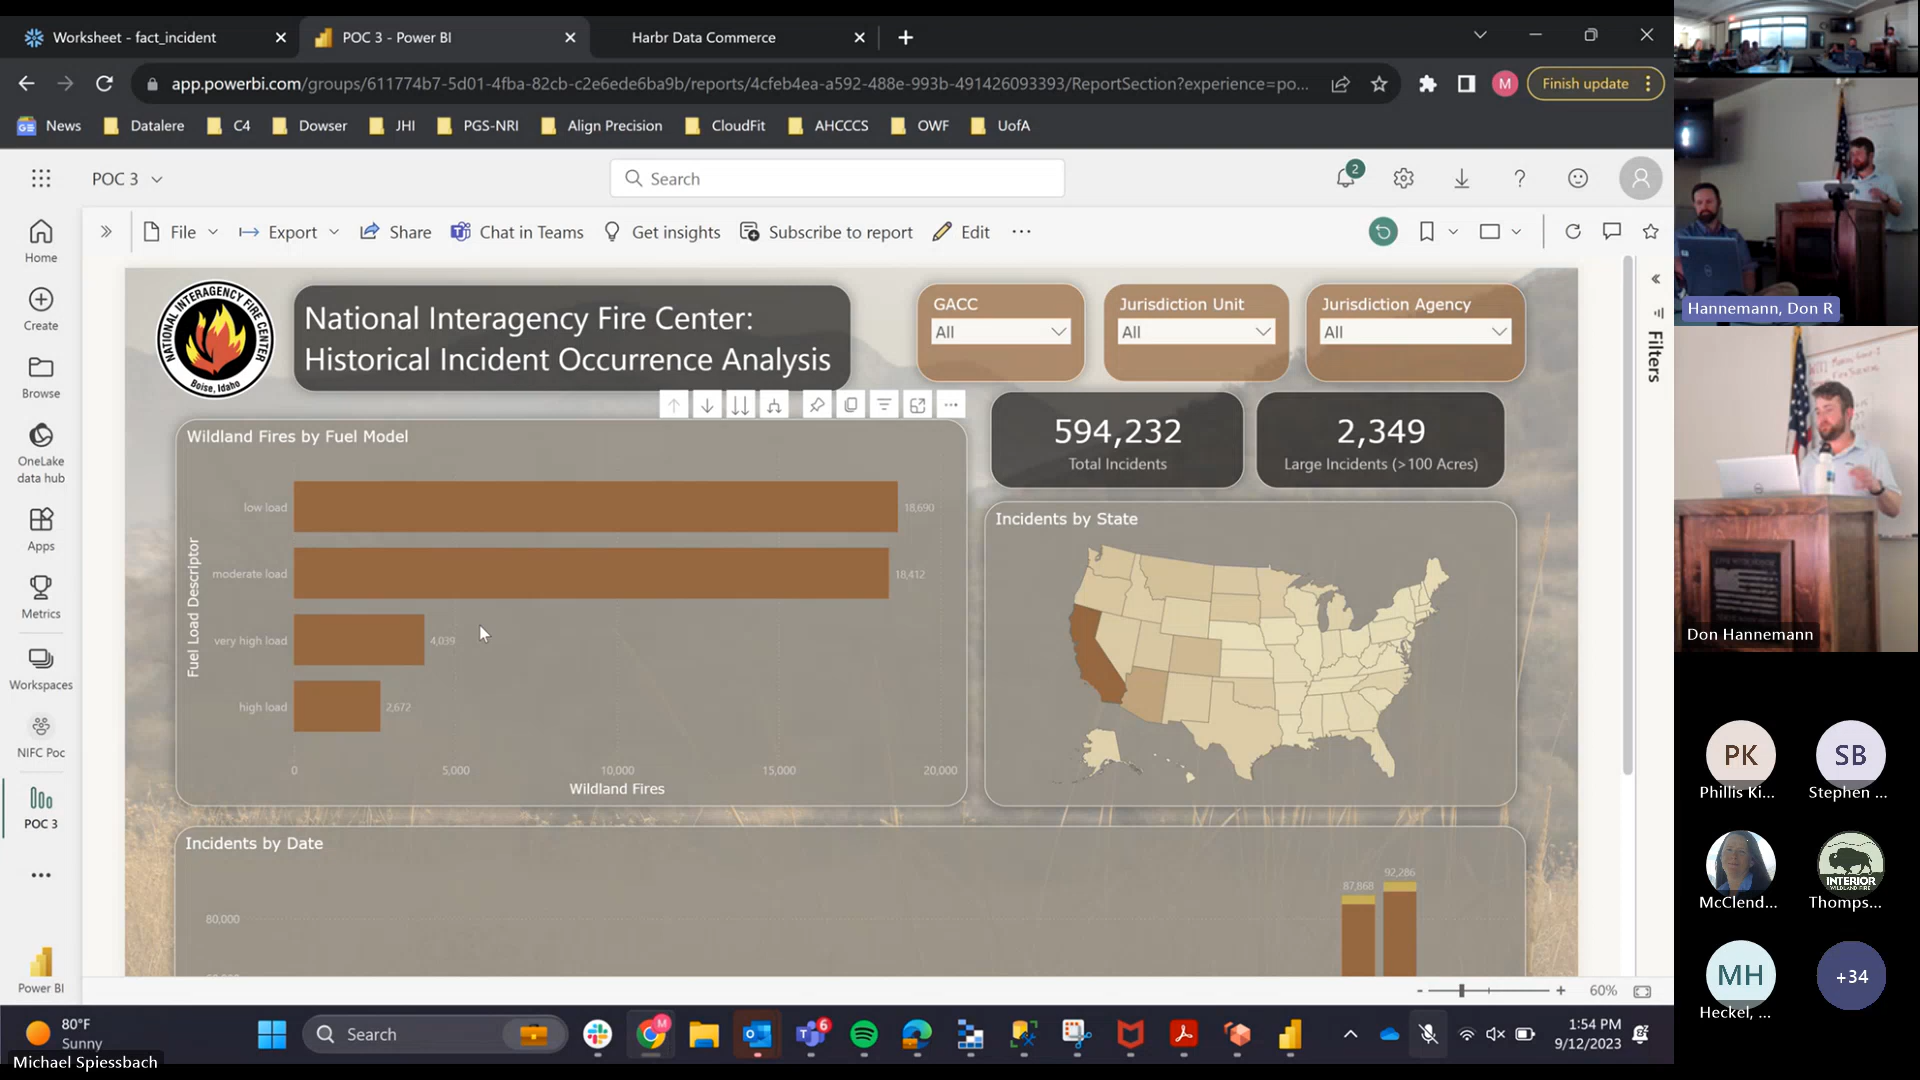 Worksheet - fact_incident
POC 3 - Power BI
Harbr Data Commerce
app.powerbi.com/groups/611774b7-5d01-4fba-82cb-c2e6ede6ba9b/reports/4cfeb4ea-a592-488e-993b-491426093393/ReportSection?experience=po...
M
Finish update
News
Datalere
C4
Dowser
JHI
PGS-NRI
Align Precision
CloudFit
AHCCCS
OWF
UofA
POC 3
Search
2
File
Export
Share
Chat in Teams
Get insights
Subscribe to report
Edit
Home
Create
Browse
OneLake
data hub
Apps
Metrics
Workspaces
NIFC Poc
POC 3
Power BI
NATIONAL INTERAGENCY FIRE CENTER
Boise, Idaho
National Interagency Fire Center:
Historical Incident Occurrence Analysis
GACC
All
Jurisdiction Unit
All
Jurisdiction Agency
All
Filters
Wildland Fires by Fuel Model
Fuel Load Descriptor
low load
18,690
moderate load
18,412
very high load
4,039
high load
2,672
0
5,000
10,000
15,000
20,000
Wildland Fires
594,232
Total Incidents
2,349
Large Incidents (>100 Acres)
Incidents by State
Incidents by Date
80,000
87,868
92,286
60%
80°F
Sunny
Search
6
1:54 PM
9/12/2023
Michael Spiessbach
Hannemann, Don R
Don Hannemann
PK
Phillis Ki...
SB
Stephen ...
McClend...
INTERIOR
Thomps...
MH
Heckel, ...
+34